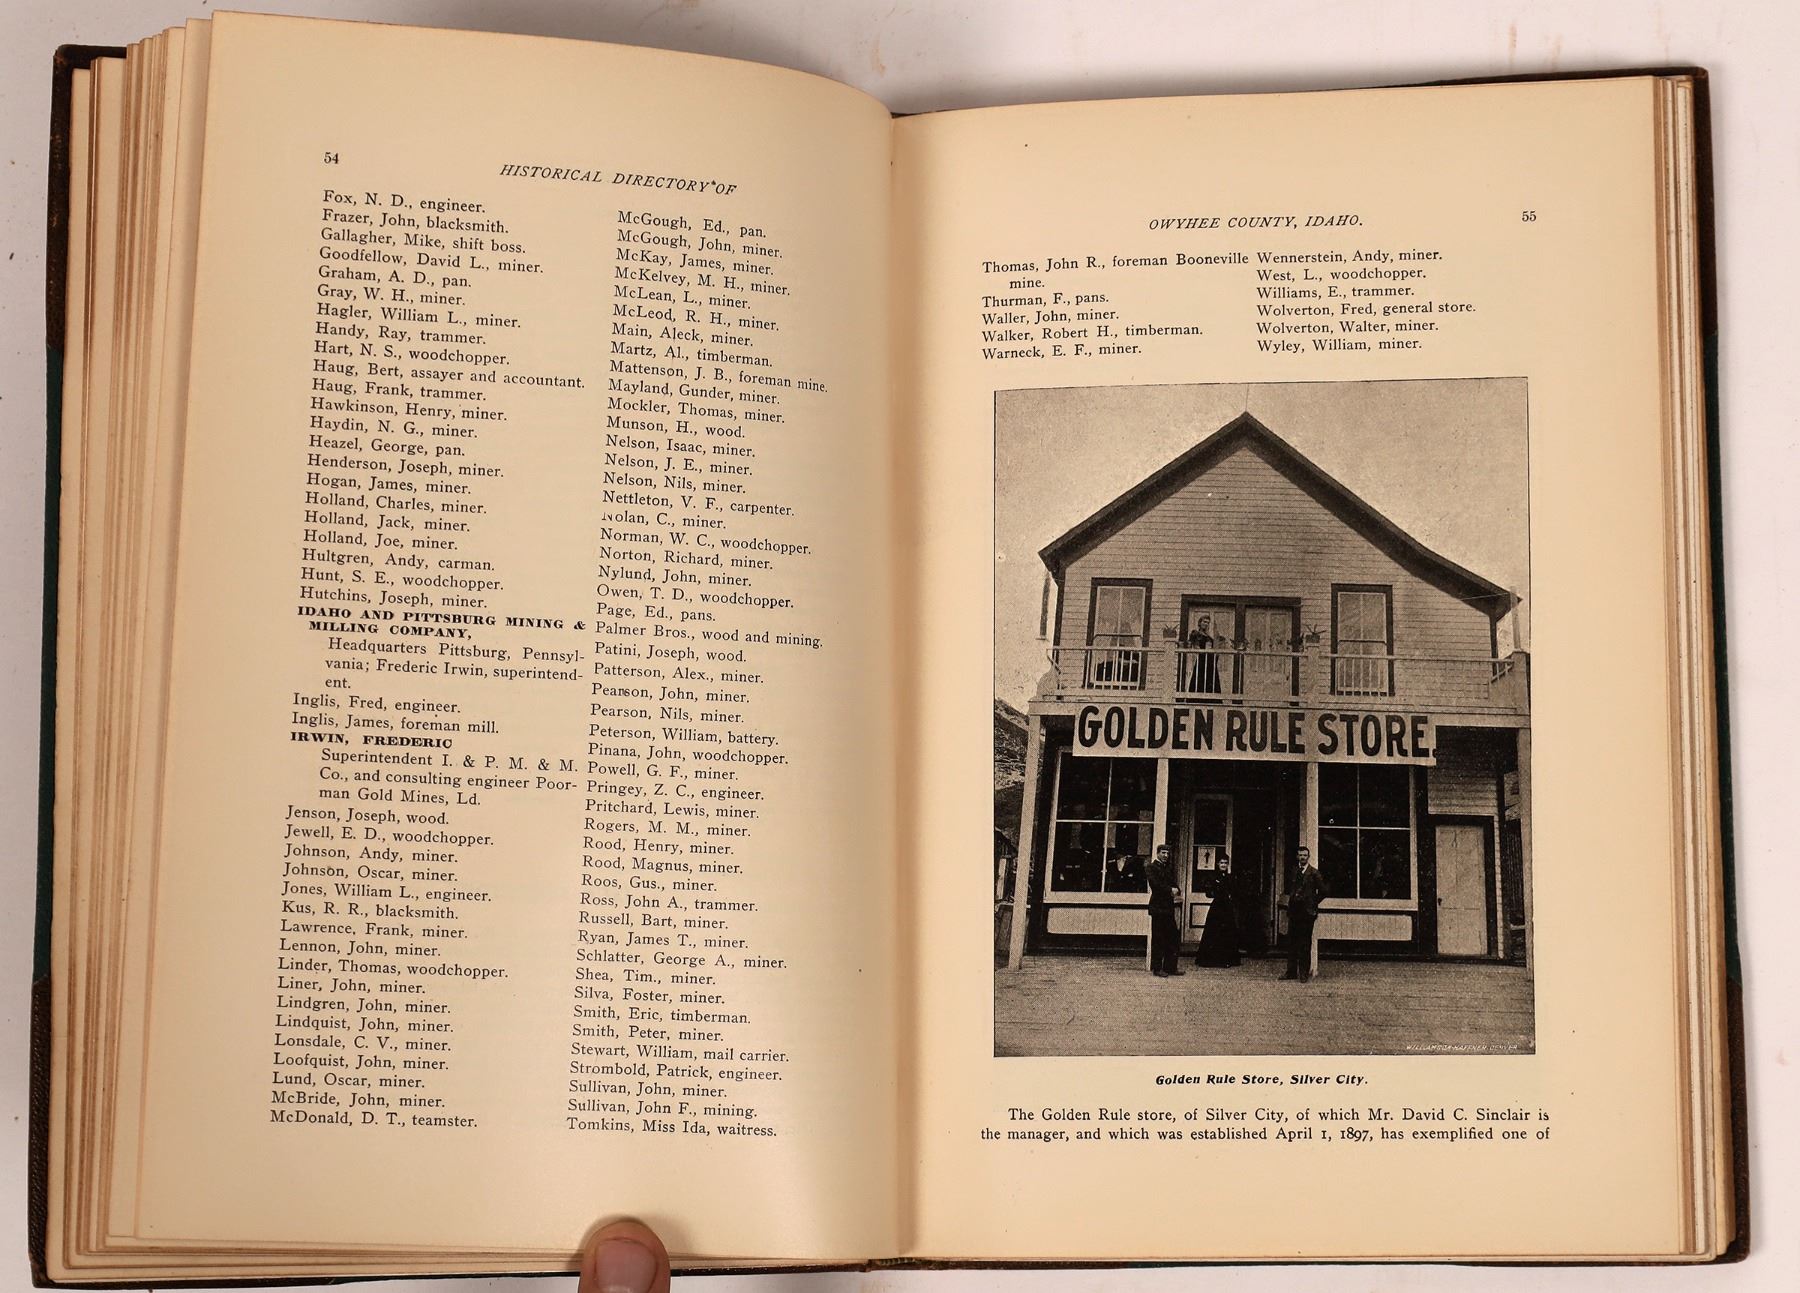 54
HISTORICAL DIRECTORY OF
Fox, N. D., engineer.
Frazer, John, blacksmith.
Gallagher, Mike, shift boss.
Goodfellow, David L., miner.
Graham, A. D., pan.
Gray, W. H., miner.
Hagler, William L., miner.
Handy, Ray, trammer.
Hart, N. S., woodchopper.
Haug, Bert, assayer and accountant.
Haug, Frank, trammer.
Hawkinson, Henry, miner.
Haydin, N. G., miner.
Heazel, George, pan.
Henderson, Joseph, miner.
Hogan, James, miner.
Holland, Charles, miner.
Holland, Jack, miner.
Holland, Joe, miner.
Hultgren, Andy, carman.
Hunt, S. E., woodchopper.
Hutchins, Joseph, miner.
IDAHO AND PITTSBURG MINING &
MILLING COMPANY,
Headquarters Pittsburg, Pennsyl-
vania; Frederic Irwin, superintend-
ent.
Inglis, Fred, engineer.
Inglis, James, foreman mill.
IRWIN, FREDERIC
Superintendent I. & P. M. & M.
Co., and consulting engineer Poor-
man Gold Mines, Ld.
Jenson, Joseph, wood.
Jewell, E. D., woodchopper.
Johnson, Andy, miner.
Johnson, Oscar, miner.
Jones, William L., engineer.
Kus, R. R., blacksmith.
Lawrence, Frank, miner.
Lennon, John, miner.
Linder, Thomas, woodchopper.
Liner, John, miner.
Lindgren, John, miner.
Lindquist, John, miner.
Lonsdale, C. V., miner.
Loofquist, John, miner.
Lund, Oscar, miner.
McBride, John, miner.
McDonald, D. T., teamster.
McGough, Ed., pan.
McGough, John, miner.
McKay, James, miner.
McKelvey, M. H., miner.
McLean, L., miner.
McLeod, R. H., miner.
Main, Aleck, miner.
Martz, Al., timberman.
Mattenson, J. B., foreman mine.
Mayland, Gunder, miner.
Mockler, Thomas, miner.
Munson, H., wood.
Nelson, Isaac, miner.
Nelson, J. E., miner.
Nelson, Nils, miner.
Nettleton, V. F., carpenter.
Nolan, C., miner.
Norman, W. C., woodchopper.
Norton, Richard, miner.
Nylund, John, miner.
Owen, T. D., woodchopper.
Page, Ed., pans.
Palmer Bros., wood and mining.
Patini, Joseph, wood.
Patterson, Alex., miner.
Pearson, John, miner.
Pearson, Nils, miner.
Peterson, William, battery.
Pinana, John, woodchopper.
Powell, G. F., miner.
Pringey, Z. C., engineer.
Pritchard, Lewis, miner.
Rogers, M. M., miner.
Rood, Henry, miner.
Rood, Magnus, miner.
Roos, Gus., miner.
Ross, John A., trammer.
Russell, Bart, miner.
Ryan, James T., miner.
Schlatter, George A., miner.
Shea, Tim., miner.
Silva, Foster, miner.
Smith, Eric, timberman.
Smith, Peter, miner.
Stewart, William, mail carrier.
Strombold, Patrick, engineer.
Sullivan, John, miner.
Sullivan, John F., mining.
Tomkins, Miss Ida, waitress.
OWYHEE COUNTY, IDAHO.
55
Thomas, John R., foreman Booneville
mine.
Thurman, F., pans.
Waller, John, miner.
Walker, Robert H., timberman.
Warneck, E. F., miner.
Wennerstein, Andy, miner.
West, L., woodchopper.
Williams, E., trammer.
Wolverton, Fred, general store.
Wolverton, Walter, miner.
Wyley, William, miner.
GOLDEN RULE STORE.
WILLIAMSON-HAFFNER, DENVER
Golden Rule Store, Silver City.
The Golden Rule store, of Silver City, of which Mr. David C. Sinclair is
the manager, and which was established April 1, 1897, has exemplified one of